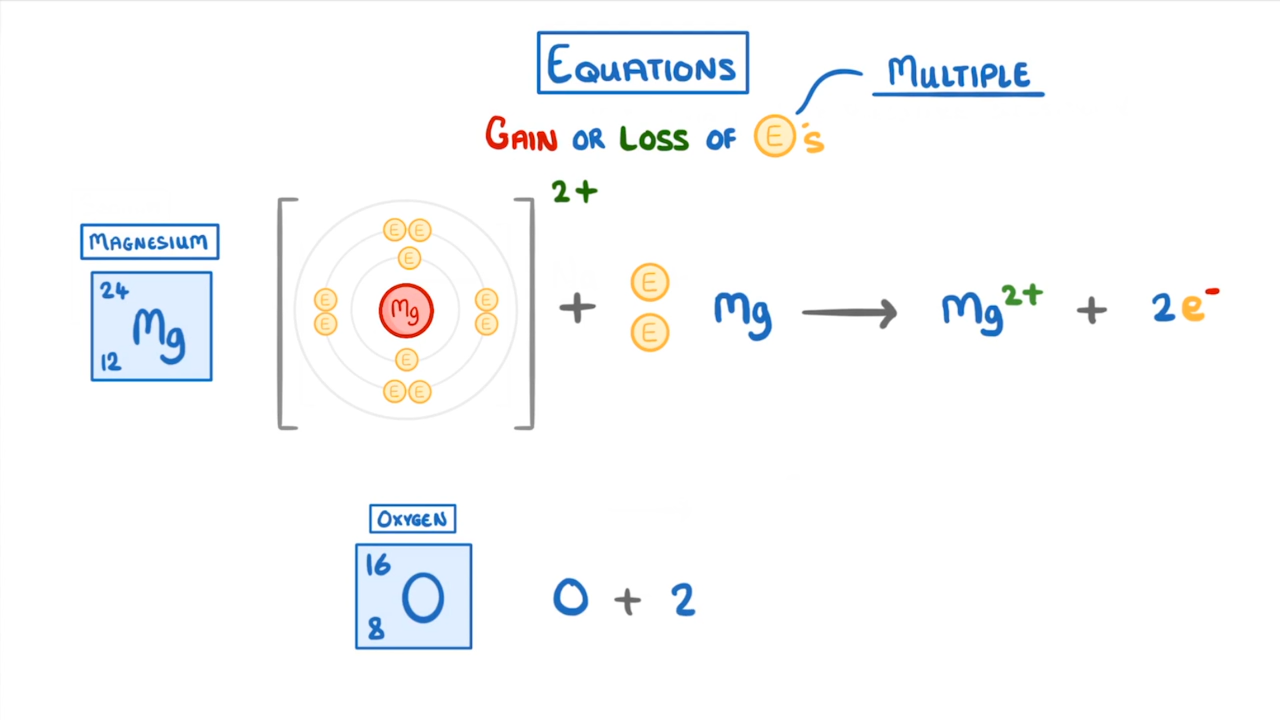 EQUATIONS
MULTIPLE
GAIN OR LOSS OF E's
MAGNESIUM
24
Mg
12
2+
E E
E
E E
E E
Mg
E
E E
+
E
E
Mg → Mg²⁺ + 2e⁻
OXYGEN
16
O
8
O + 2